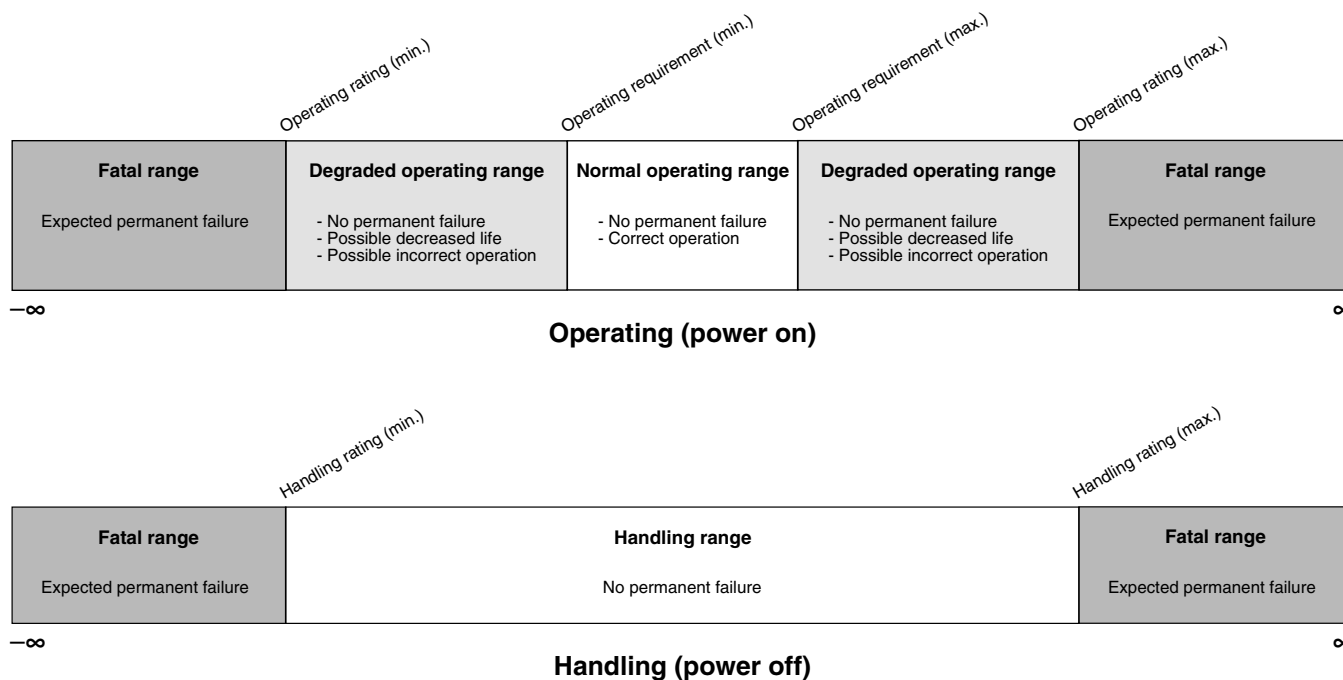 Operating rating (min.)
Operating requirement (min.)
Operating requirement (max.)
Operating rating (max.)
Fatal range
Degraded operating range
Normal operating range
Degraded operating range
Fatal range
Expected permanent failure
- No permanent failure
- Possible decreased life
- Possible incorrect operation
- No permanent failure
- Correct operation
- No permanent failure
- Possible decreased life
- Possible incorrect operation
Expected permanent failure
–∞
∞
Operating (power on)
Handling rating (min.)
Handling rating (max.)
Fatal range
Handling range
Fatal range
Expected permanent failure
No permanent failure
Expected permanent failure
–∞
∞
Handling (power off)